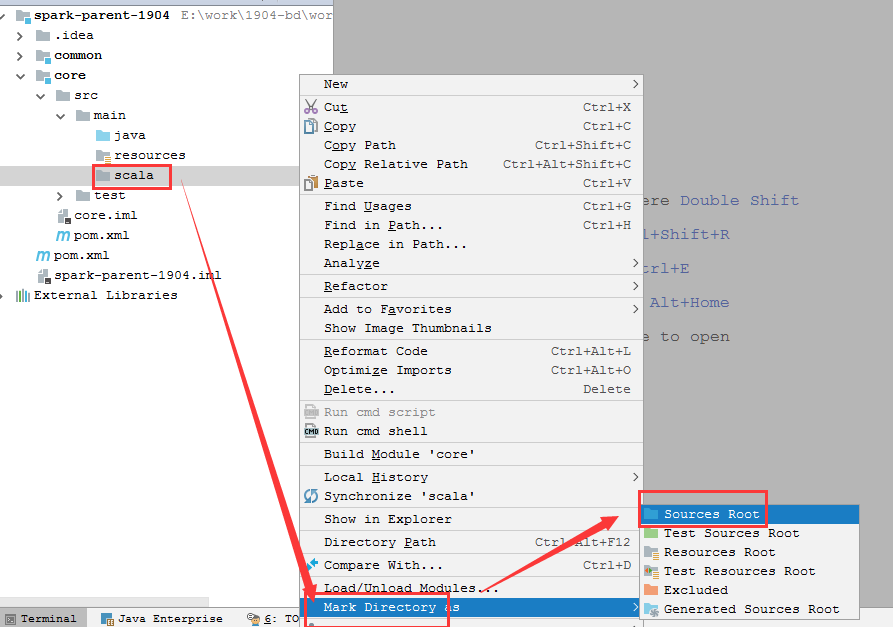 spark-parent-1904 E:\work\1904-bd\wor
.idea
common
core
src
main
java
resources
scala
test
core.iml
pom.xml
pom.xml
spark-parent-1904.iml
External Libraries
New
Cut Ctrl+X
Copy Ctrl+C
Copy Path Ctrl+Shift+C
Copy Relative Path Ctrl+Alt+Shift+C
Paste Ctrl+V
Find Usages Ctrl+G
Find in Path... Ctrl+H
Replace in Path...
Analyze
Refactor
Add to Favorites
Show Image Thumbnails
Reformat Code Ctrl+Alt+L
Optimize Imports Ctrl+Alt+O
Delete... Delete
Run cmd script
CMD Run cmd shell
Build Module 'core'
Local History
Synchronize 'scala'
Show in Explorer
Directory Path Ctrl+Alt+F12
Compare With... Ctrl+D
Load/Unload Modules...
Mark Directory as
Sources Root
Test Sources Root
Resources Root
Test Resources Root
Excluded
Generated Sources Root
ere Double Shift
l+Shift+R
trl+E
Alt+Home
e to open
Terminal Java Enterprise 6: TO